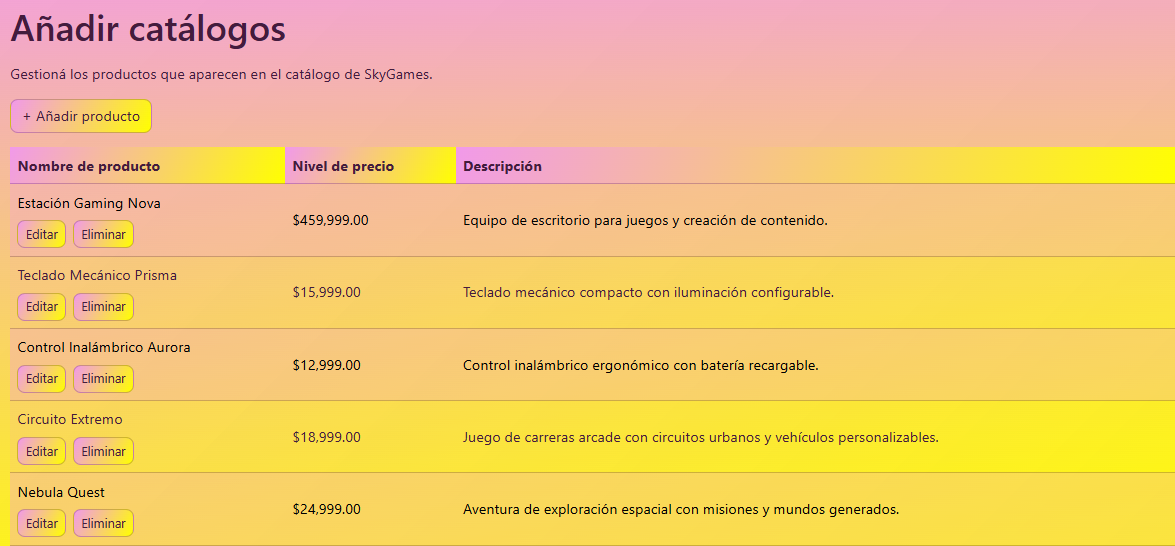 Añadir catálogos
Gestioná los productos que aparecen en el catálogo de SkyGames.
+ Añadir producto
Nombre de producto Nivel de precio Descripción
Estación Gaming Nova
Editar Eliminar
$459,999.00
Equipo de escritorio para juegos y creación de contenido.
Teclado Mecánico Prisma
Editar Eliminar
$15,999.00
Teclado mecánico compacto con iluminación configurable.
Control Inalámbrico Aurora
Editar Eliminar
$12,999.00
Control inalámbrico ergonómico con batería recargable.
Circuito Extremo
Editar Eliminar
$18,999.00
Juego de carreras arcade con circuitos urbanos y vehículos personalizables.
Nebula Quest
Editar Eliminar
$24,999.00
Aventura de exploración espacial con misiones y mundos generados.